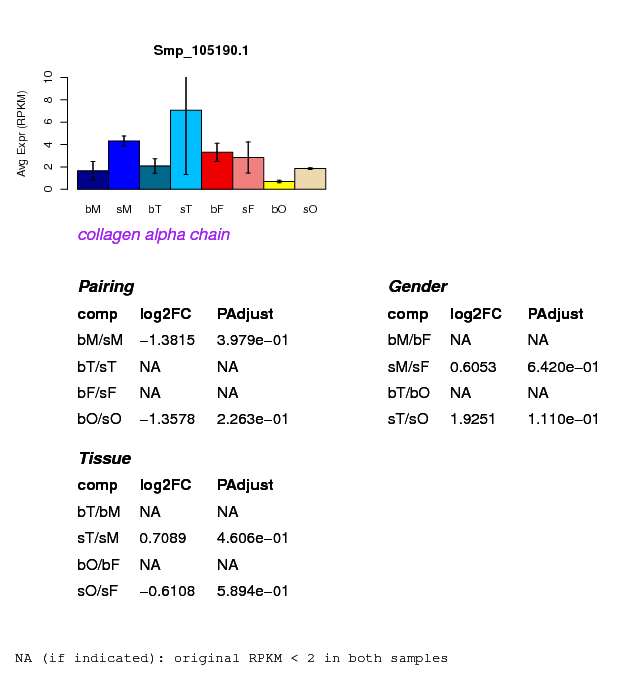 Smp_105190.1
Avg Expr (RPKM)
0 2 4 6 8 10
bM sM bT sT bF sF bO sO
collagen alpha chain
Pairing
comp log2FC PAdjust
bM/sM −1.3815 3.979e−01
bT/sT NA NA
bF/sF NA NA
bO/sO −1.3578 2.263e−01
Gender
comp log2FC PAdjust
bM/bF NA NA
sM/sF 0.6053 6.420e−01
bT/bO NA NA
sT/sO 1.9251 1.110e−01
Tissue
comp log2FC PAdjust
bT/bM NA NA
sT/sM 0.7089 4.606e−01
bO/bF NA NA
sO/sF −0.6108 5.894e−01
NA (if indicated): original RPKM < 2 in both samples